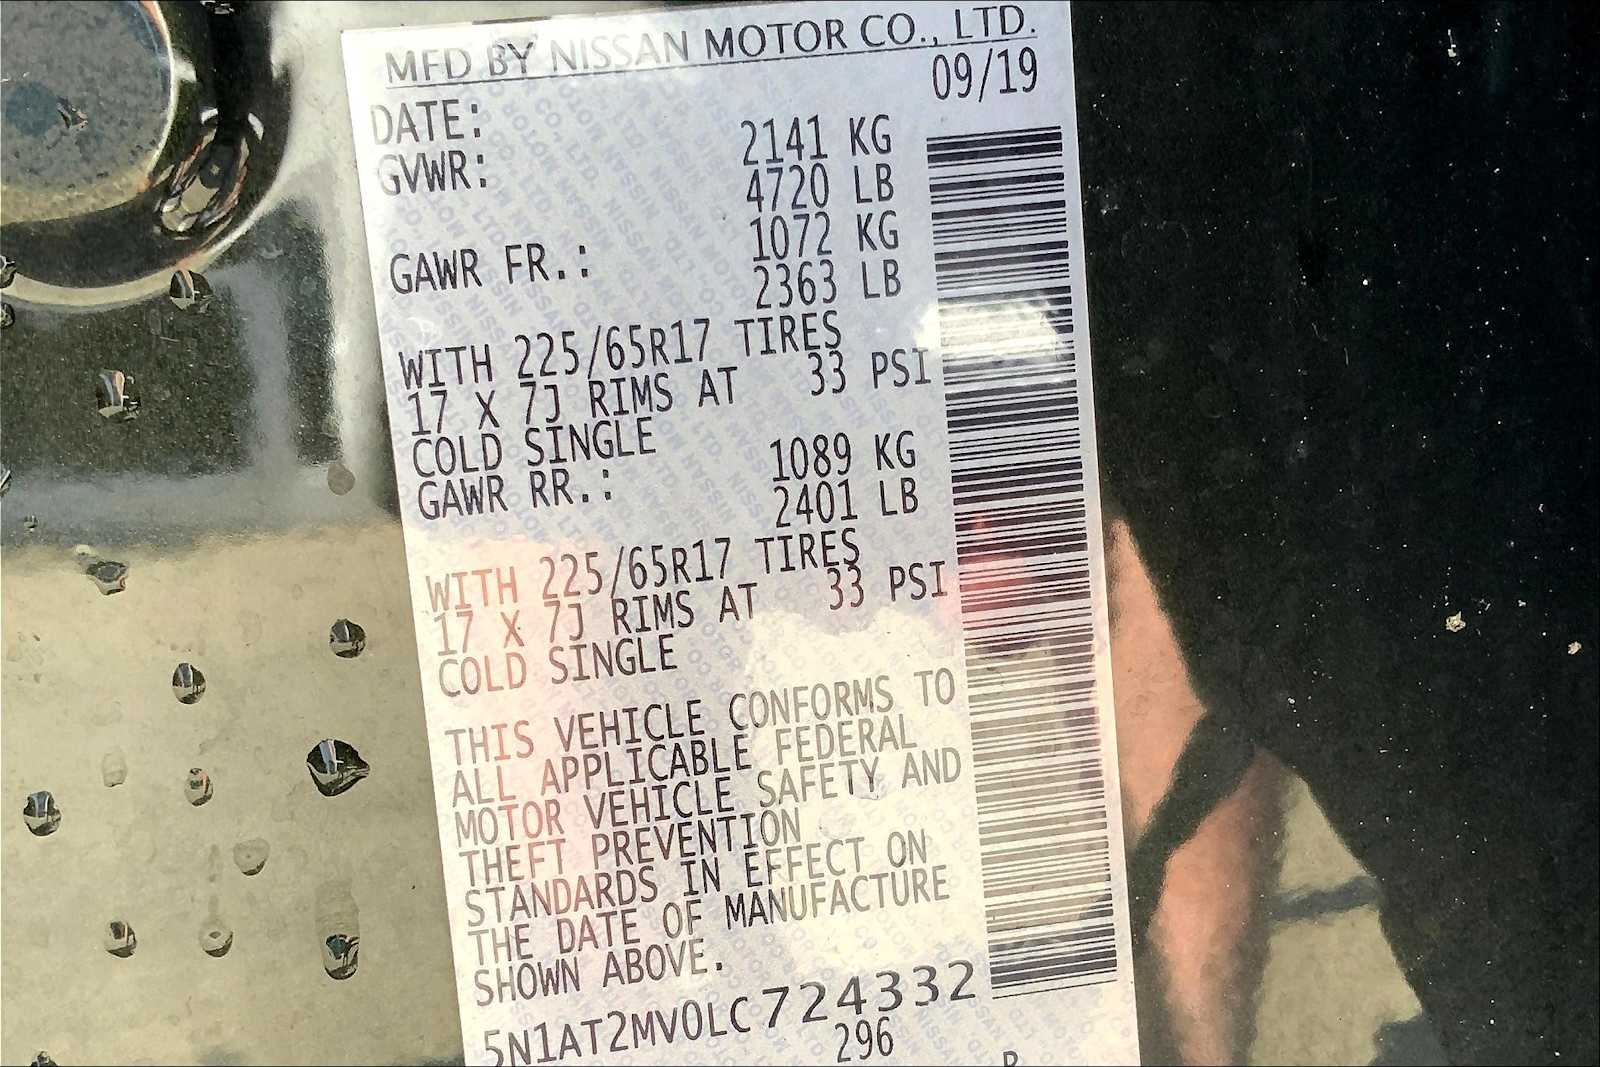 MFD BY NISSAN MOTOR CO., LTD.
DATE: 09/19
GVWR: 2141 KG
4720 LB
GAWR FR.: 1072 KG
2363 LB
WITH 225/65R17 TIRES
17 X 7J RIMS AT 33 PSI
COLD SINGLE
GAWR RR.: 1089 KG
2401 LB
WITH 225/65R17 TIRES
17 X 7J RIMS AT 33 PSI
COLD SINGLE
THIS VEHICLE CONFORMS TO
ALL APPLICABLE FEDERAL
MOTOR VEHICLE SAFETY AND
THEFT PREVENTION
STANDARDS IN EFFECT ON
THE DATE OF MANUFACTURE
SHOWN ABOVE.
5N1AT2MV0LC724332
296